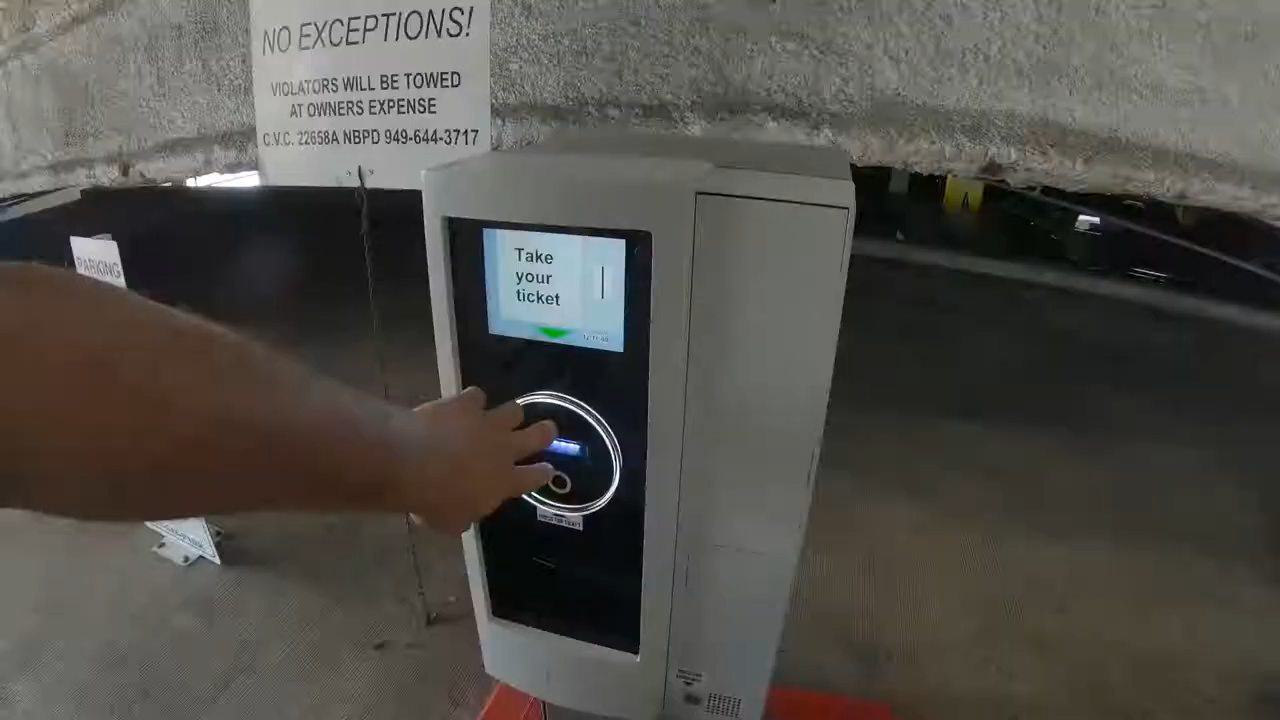 NO EXCEPTIONS!
VIOLATORS WILL BE TOWED
AT OWNERS EXPENSE
C.V.C. 22658A NBPD 949-644-3717
PARKING
A
Take
your
ticket